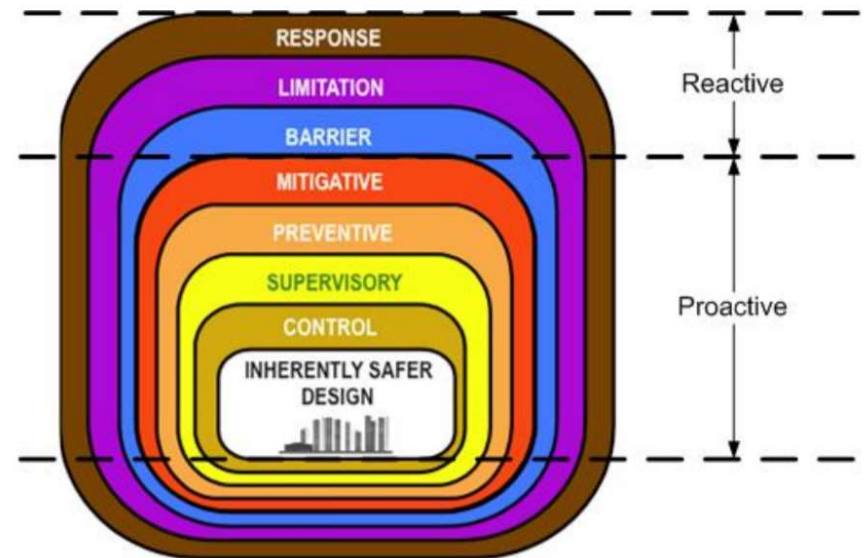 RESPONSE
LIMITATION
BARRIER
MITIGATIVE
PREVENTIVE
SUPERVISORY
CONTROL
INHERENTLY SAFER
DESIGN
Reactive
Proactive